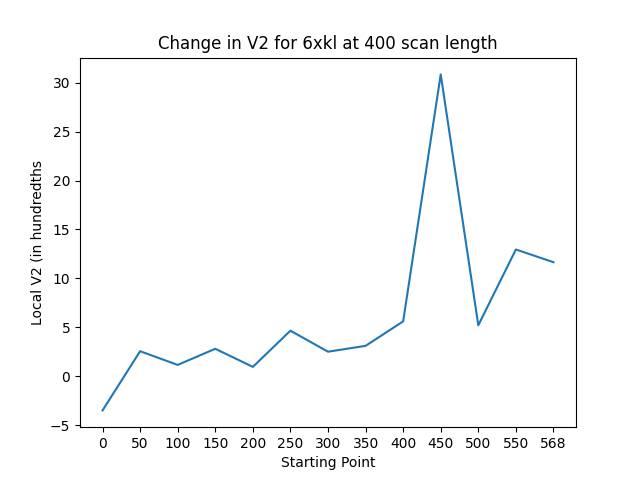 Change in V2 for 6xkl at 400 scan length
Local V2 (in hundredths
30
25
20
15
10
5
0
−5
0 50 100 150 200 250 300 350 400 450 500 550 568
Starting Point